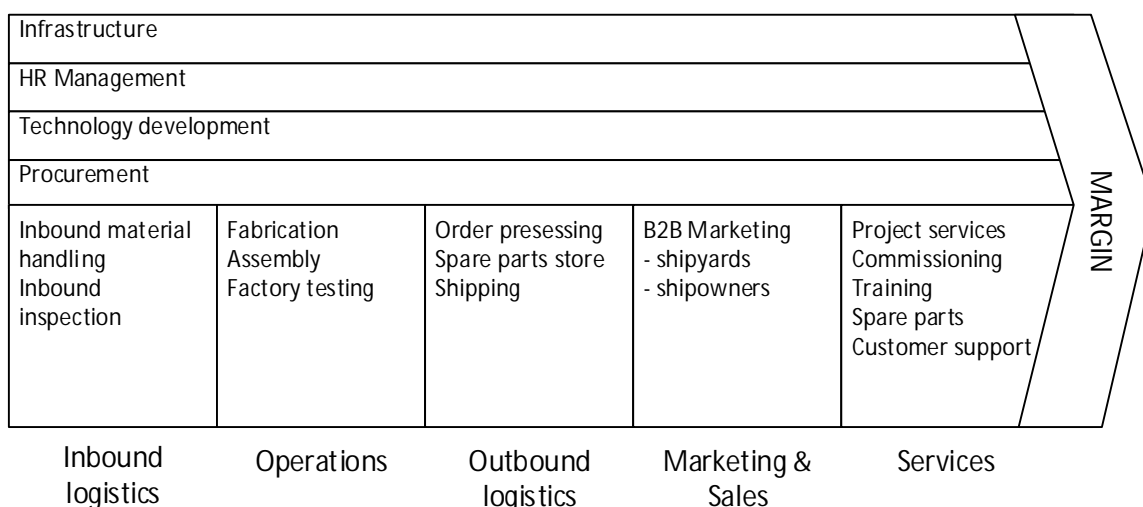 Infrastructure
HR Management
Technology development
Procurement
Inbound material
handling
Inbound
inspection
Fabrication
Assembly
Factory testing
Order presessing
Spare parts store
Shipping
B2B Marketing
- shipyards
- shipowners
Project services
Commissioning
Training
Spare parts
Customer support
MARGIN
Inbound
logistics
Operations
Outbound
logistics
Marketing &
Sales
Services